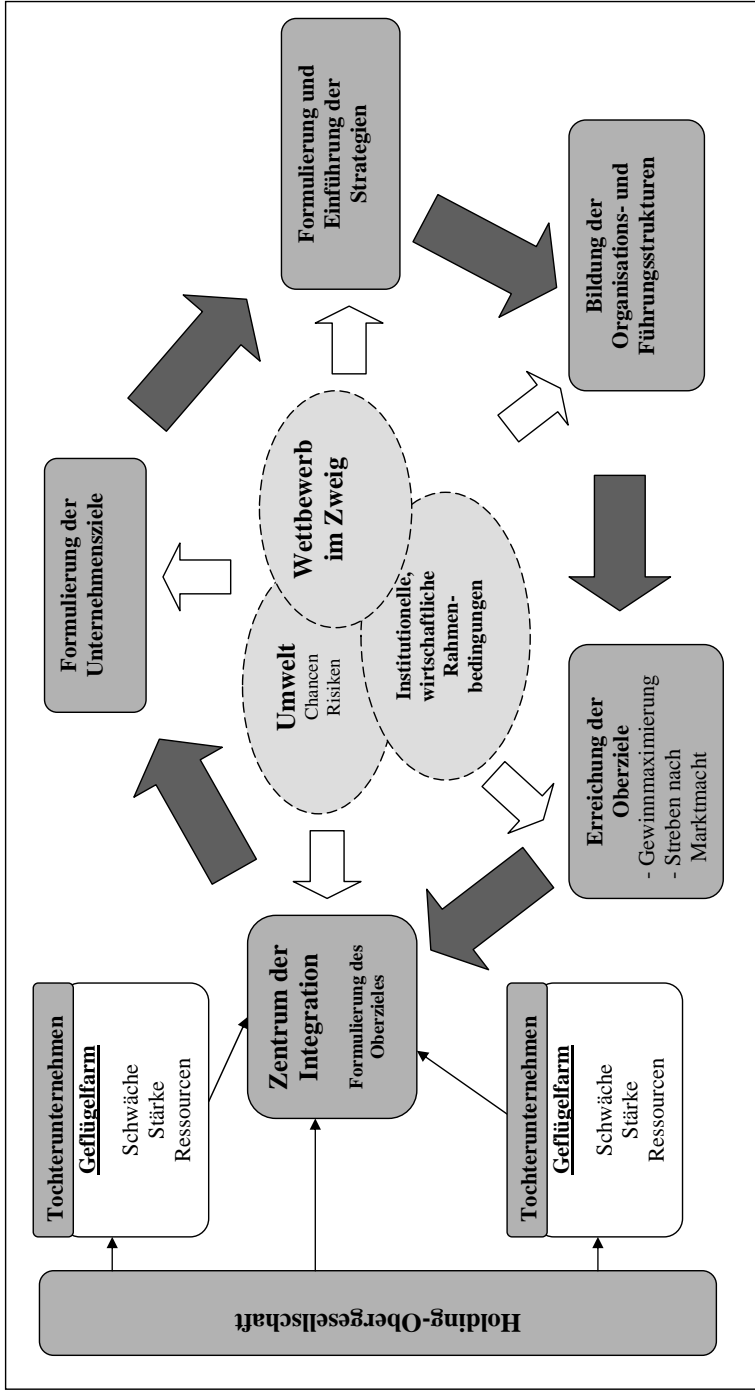 Holding-Obergesellschaft
Tochterunternehmen
Geflügelfarm
Schwäche
Stärke
Ressourcen
Tochterunternehmen
Geflügelfarm
Schwäche
Stärke
Ressourcen
Zentrum der
Integration
Formulierung des
Oberzieles
Formulierung der
Unternehmensziele
Umwelt
Chancen
Risiken
Wettbewerb
im Zweig
Institutionelle,
wirtschaftliche
Rahmen-
bedingungen
Formulierung und
Einführung der
Strategien
Bildung der
Organisations- und
Führungsstrukturen
Erreichung der
Oberziele
- Gewinnmaximierung
- Streben nach
Marktmacht